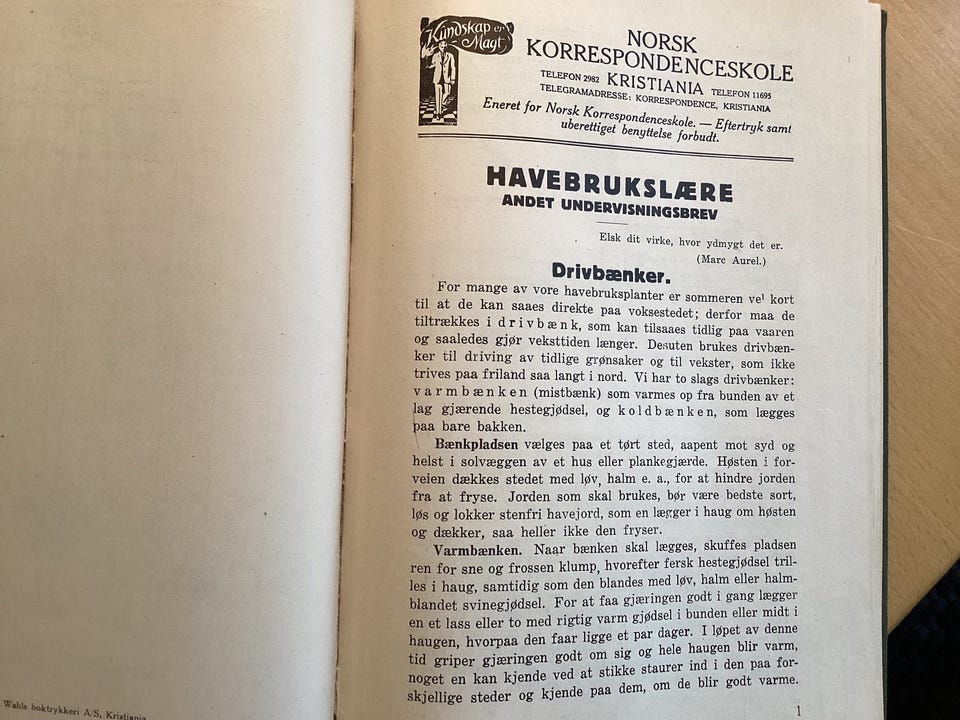 Wahls boktrykkeri A/S, Kristiania
Kundskap er
Magt
NORSK
KORRESPONDENCESKOLE
TELEFON 2982 KRISTIANIA TELEFON 11695
TELEGRAMADRESSE: KORRESPONDENCE, KRISTIANIA
Eneret for Norsk Korrespondenceskole. — Eftertryk samt
uberettiget benyttelse forbudt.
HAVEBRUKSLÆRE
ANDET UNDERVISNINGSBREV
Elsk dit virke, hvor ydmygt det er.
(Marc Aurel.)
Drivbænker.
For mange av vore havebruksplanter er sommeren vel kort
til at de kan saaes direkte paa voksestedet; derfor maa de
tiltrækkes i drivbænk, som kan tilsaaes tidlig paa vaaren
og saaledes gjør veksttiden længer. Desuten brukes drivbæn-
ker til driving av tidlige grønsaker og til vekster, som ikke
trives paa friland saa langt i nord. Vi har to slags drivbænker:
varmbænken (mistbænk) som varmes op fra bunden av et
lag gjærende hestegjødsel, og koldbænken, som lægges
paa bare bakken.
Bænkpladsen vælges paa et tørt sted, aapent mot syd og
helst i solvæggen av et hus eller plankegjærde. Høsten i for-
veien dækkes stedet med løv, halm e. a., for at hindre jorden
fra at fryse. Jorden som skal brukes, bør være bedste sort,
løs og lokker stenfri havejord, som en lægger i haug om høsten
og dækker, saa heller ikke den fryser.
Varmbænken. Naar bænken skal lægges, skuffes pladsen
ren for sne og frossen klump, hvorefter fersk hestegjødsel tril-
les i haug, samtidig som den blandes med løv, halm eller halm-
blandet svinegjødsel. For at faa gjæringen godt i gang lægger
en et lass eller to med rigtig varm gjødsel i bunden eller midt i
haugen, hvorpaa den faar ligge et par dager. I løpet av denne
tid griper gjæringen godt om sig og hele haugen blir varm,
noget en kan kjende ved at stikke staurer ind i den paa for-
skjellige steder og kjende paa dem, om de blir godt varme.
1